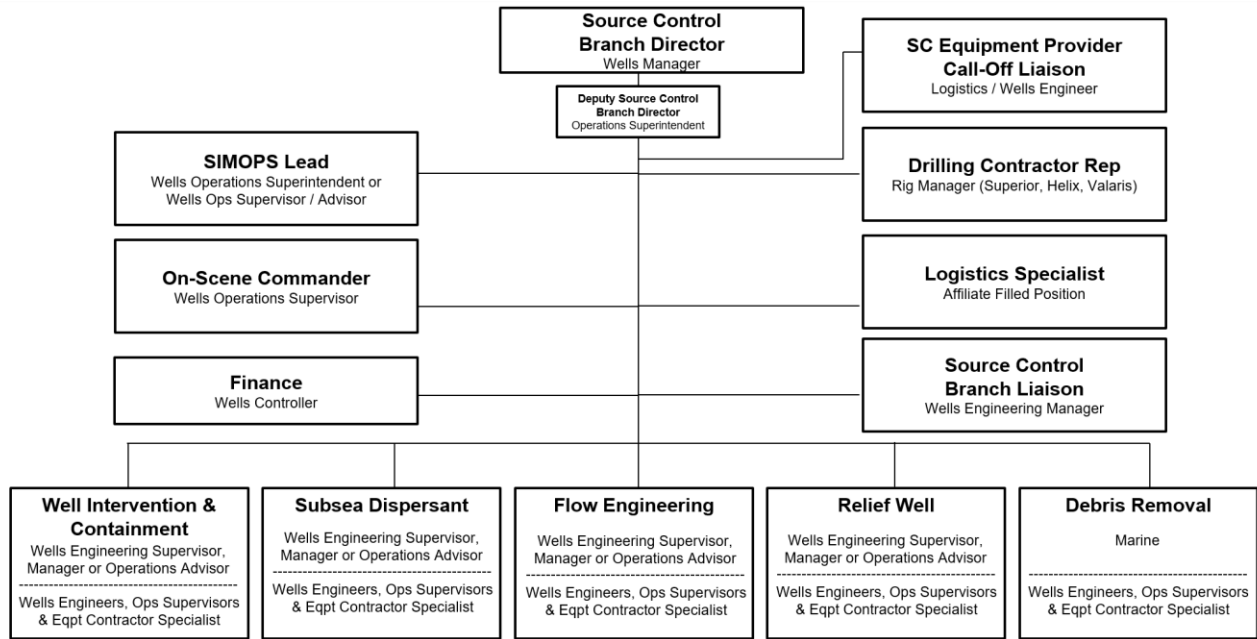 Source Control
Branch Director
Wells Manager
SC Equipment Provider
Call-Off Liaison
Logistics / Wells Engineer
Deputy Source Control
Branch Director
Operations Superintendent
SIMOPS Lead
Wells Operations Superintendent or
Wells Ops Supervisor / Advisor
Drilling Contractor Rep
Rig Manager (Superior, Helix, Valaris)
On-Scene Commander
Wells Operations Supervisor
Logistics Specialist
Affiliate Filled Position
Finance
Wells Controller
Source Control
Branch Liaison
Wells Engineering Manager
Well Intervention &
Containment
Wells Engineering Supervisor,
Manager or Operations Advisor
Wells Engineers, Ops Supervisors
& Eqpt Contractor Specialist
Subsea Dispersant
Wells Engineering Supervisor,
Manager or Operations Advisor
Wells Engineers, Ops Supervisors
& Eqpt Contractor Specialist
Flow Engineering
Wells Engineering Supervisor,
Manager or Operations Advisor
Wells Engineers, Ops Supervisors
& Eqpt Contractor Specialist
Relief Well
Wells Engineering Supervisor,
Manager or Operations Advisor
Wells Engineers, Ops Supervisors
& Eqpt Contractor Specialist
Debris Removal
Marine
Wells Engineers, Ops Supervisors
& Eqpt Contractor Specialist